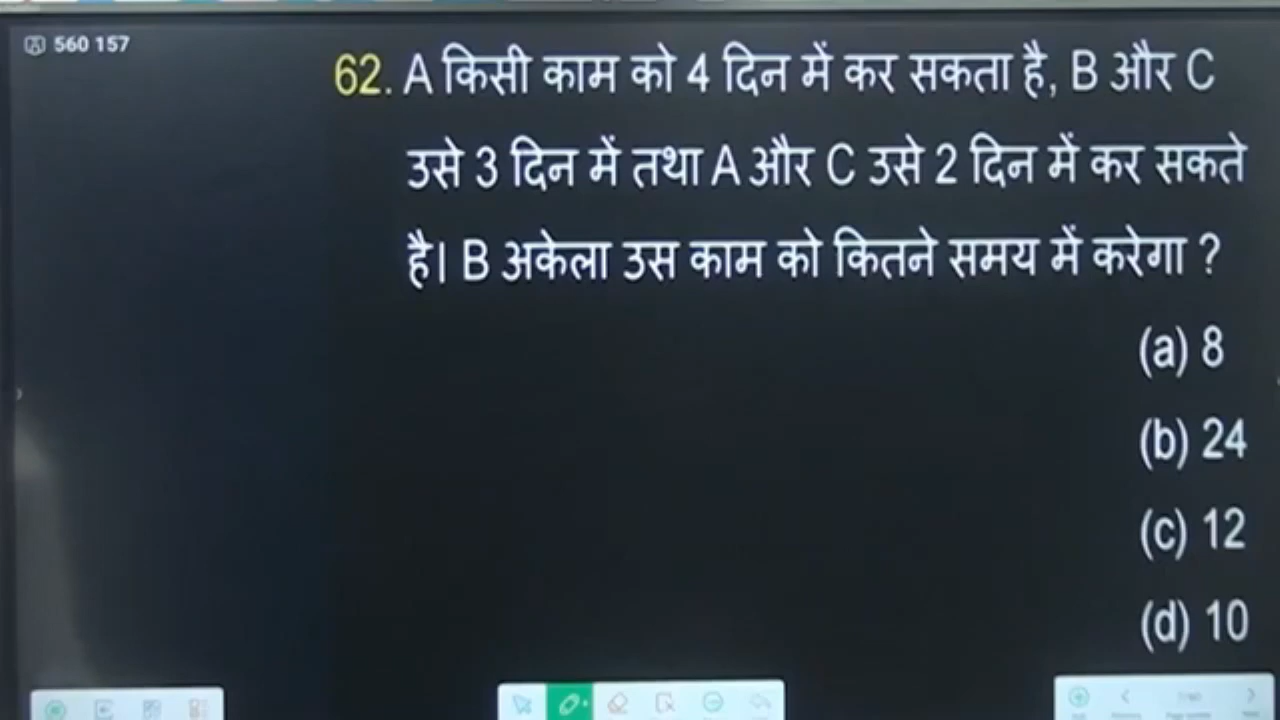 560 157
62. A किसी काम को 4 दिन में कर सकता है, B और C
उसे 3 दिन में तथा A और C उसे 2 दिन में कर सकते
है। B अकेला उस काम को कितने समय में करेगा ?
(a) 8
(b) 24
(c) 12
(d) 10